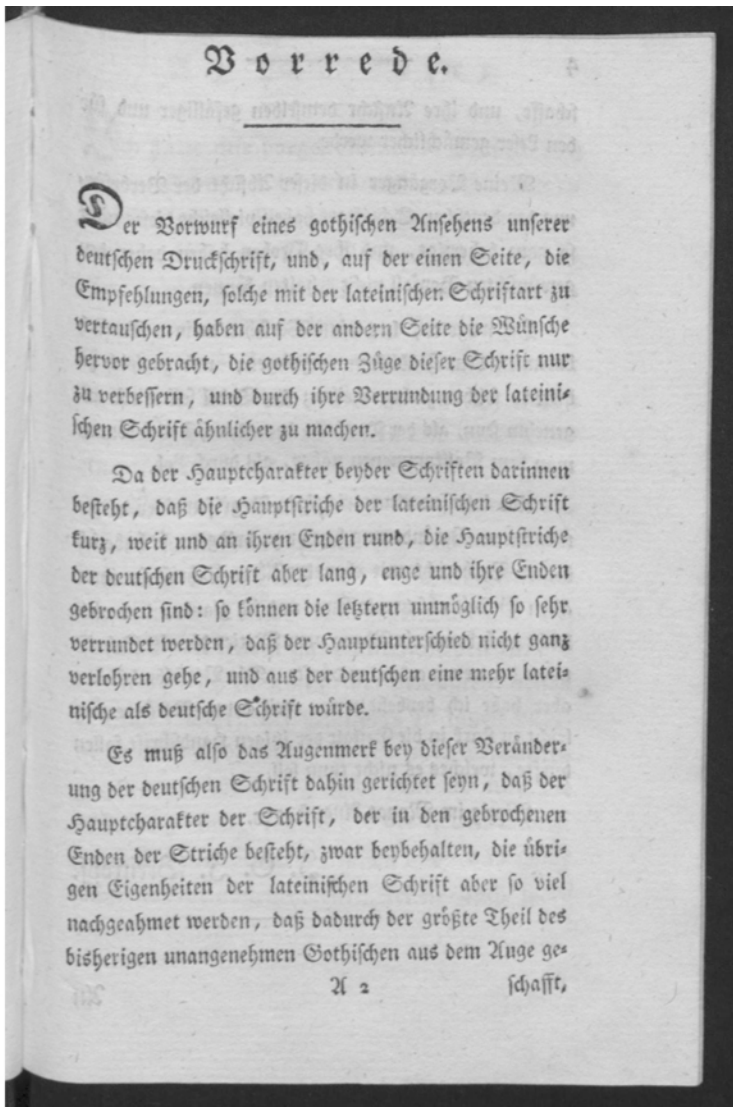 Vorrede.
Der Vorwurf eines gothischen Ansehens unserer
deutschen Druckschrift, und, auf der einen Seite, die
Empfehlungen, solche mit der lateinischen Schriftart zu
vertauschen, haben auf der andern Seite die Wünsche
hervor gebracht, die gothischen Züge dieser Schrift nur
zu verbessern, und durch ihre Verrundung der lateini-
schen Schrift ähnlicher zu machen.
Da der Hauptcharakter beyder Schriften darinnen
besteht, daß die Hauptstriche der lateinischen Schrift
kurz, weit und an ihren Enden rund, die Hauptstriche
der deutschen Schrift aber lang, enge und ihre Enden
gebrochen sind: so können die letztern unmöglich so sehr
verrundet werden, daß der Hauptunterschied nicht ganz
verlohren gehe, und aus der deutschen eine mehr latei-
nische als deutsche Schrift würde.
Es muß also das Augenmerk bey dieser Veränder-
ung der deutschen Schrift dahin gerichtet seyn, daß der
Hauptcharakter der Schrift, der in den gebrochenen
Enden der Striche besteht, zwar beybehalten, die übri-
gen Eigenheiten der lateinischen Schrift aber so viel
nachgeahmet werden, daß dadurch der größte Theil des
bisherigen unangenehmen Gothischen aus dem Auge ge-
A 2 schafft,